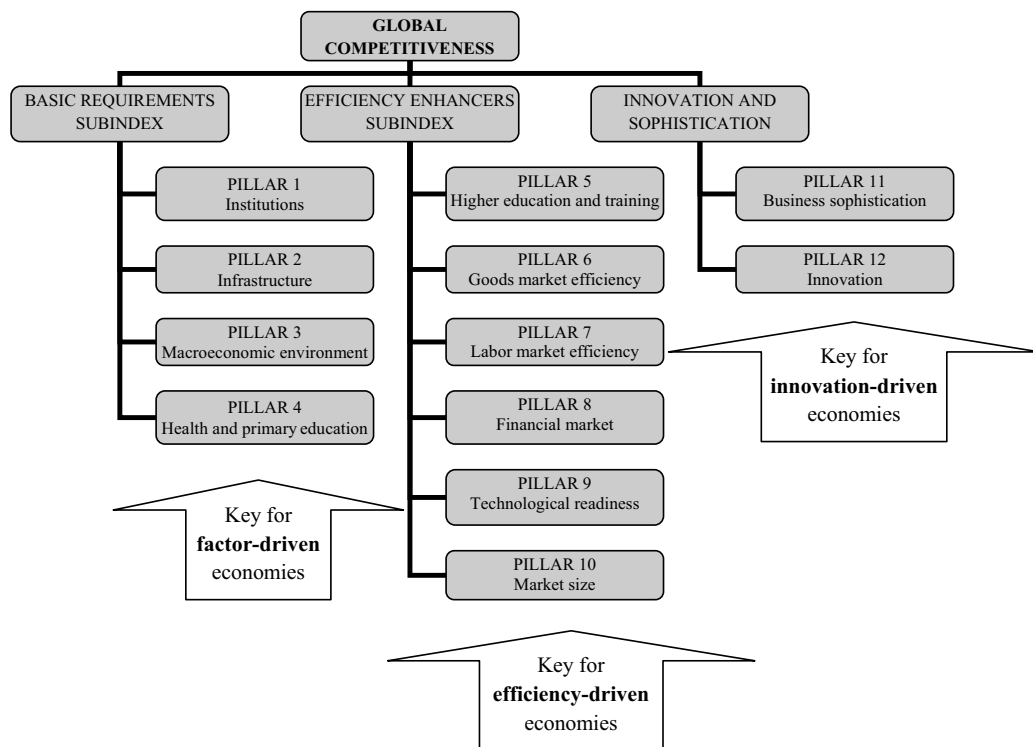 GLOBAL
COMPETITIVENESS
BASIC REQUIREMENTS
SUBINDEX
EFFICIENCY ENHANCERS
SUBINDEX
INNOVATION AND
SOPHISTICATION
PILLAR 1
Institutions
PILLAR 2
Infrastructure
PILLAR 3
Macroeconomic environment
PILLAR 4
Health and primary education
Key for
factor-driven
economies
PILLAR 5
Higher education and training
PILLAR 6
Goods market efficiency
PILLAR 7
Labor market efficiency
PILLAR 8
Financial market
PILLAR 9
Technological readiness
PILLAR 10
Market size
Key for
efficiency-driven
economies
PILLAR 11
Business sophistication
PILLAR 12
Innovation
Key for
innovation-driven
economies